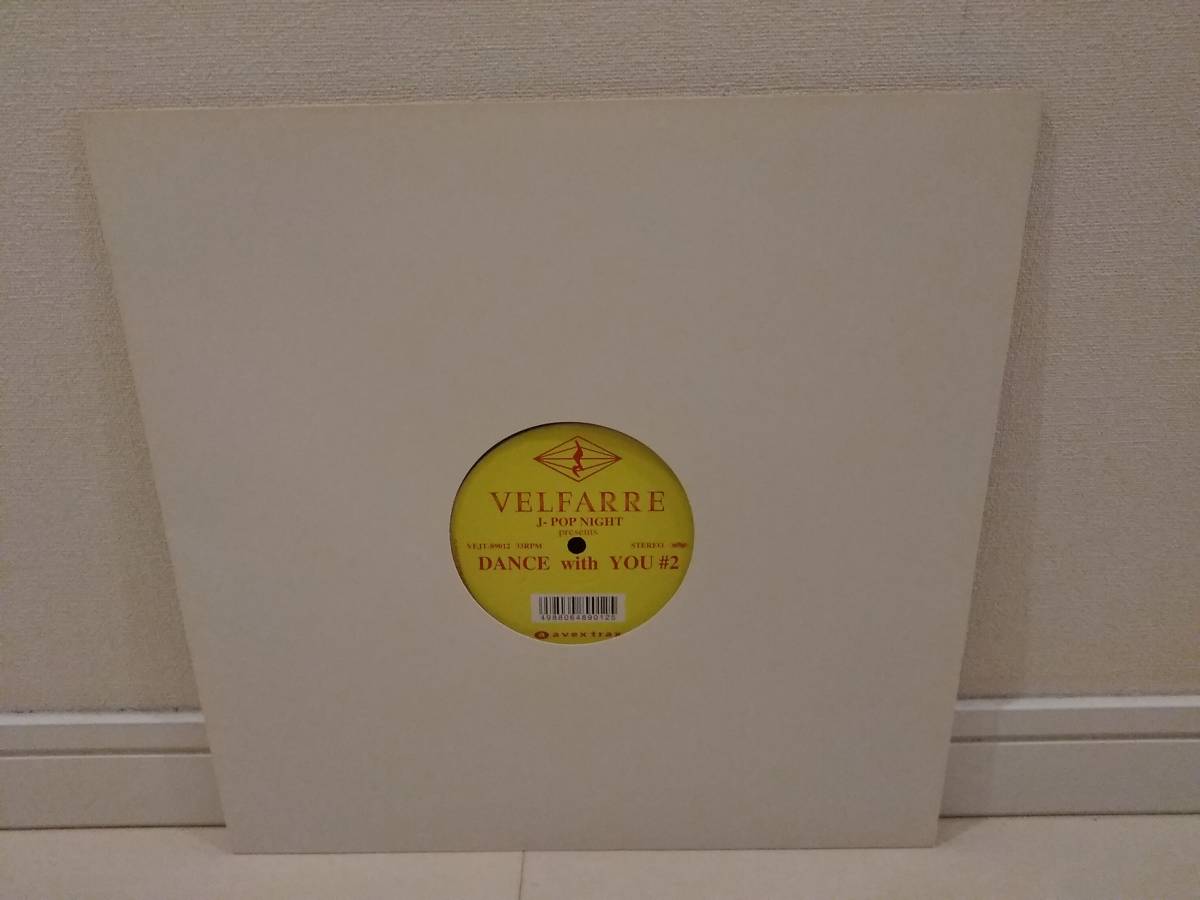 VELFARRE
J- POP NIGHT
presents
VEJT-89012 33RPM STEREO
DANCE with YOU #2
4988064890125
avex trax